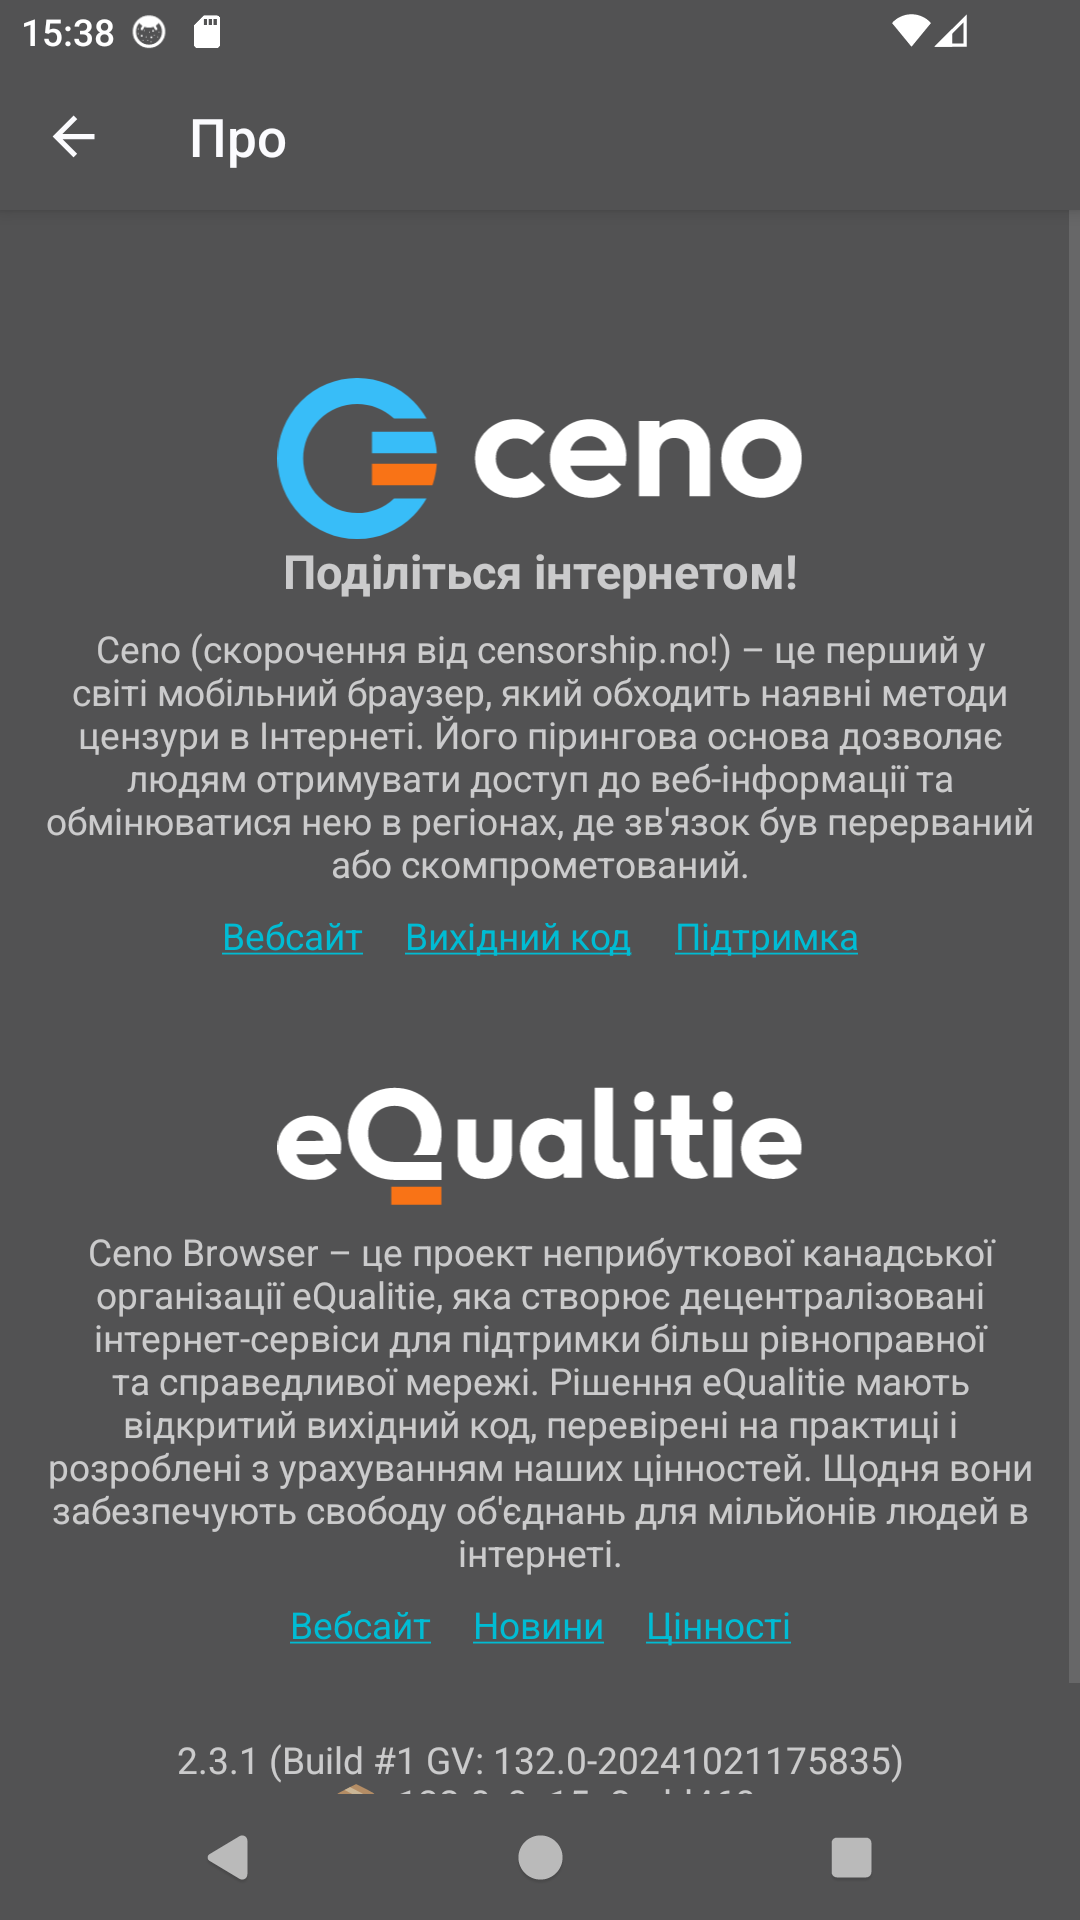 15:38
Про
ceno
Поділіться інтернетом!
Ceno (скорочення від censorship.no!) – це перший у
світі мобільний браузер, який обходить наявні методи
цензури в Інтернеті. Його пірингова основа дозволяє
людям отримувати доступ до веб-інформації та
обмінюватися нею в регіонах, де зв'язок був перерваний
або скомпрометований.
Вебсайт Вихідний код Підтримка
eQualitie
Ceno Browser – це проект неприбуткової канадської
організації eQualitie, яка створює децентралізовані
інтернет-сервіси для підтримки більш рівноправної
та справедливої мережі. Рішення eQualitie мають
відкритий вихідний код, перевірені на практиці і
розроблені з урахуванням наших цінностей. Щодня вони
забезпечують свободу об'єднань для мільйонів людей в
інтернеті.
Вебсайт Новини Цінності
2.3.1 (Build #1 GV: 132.0-20241021175835)